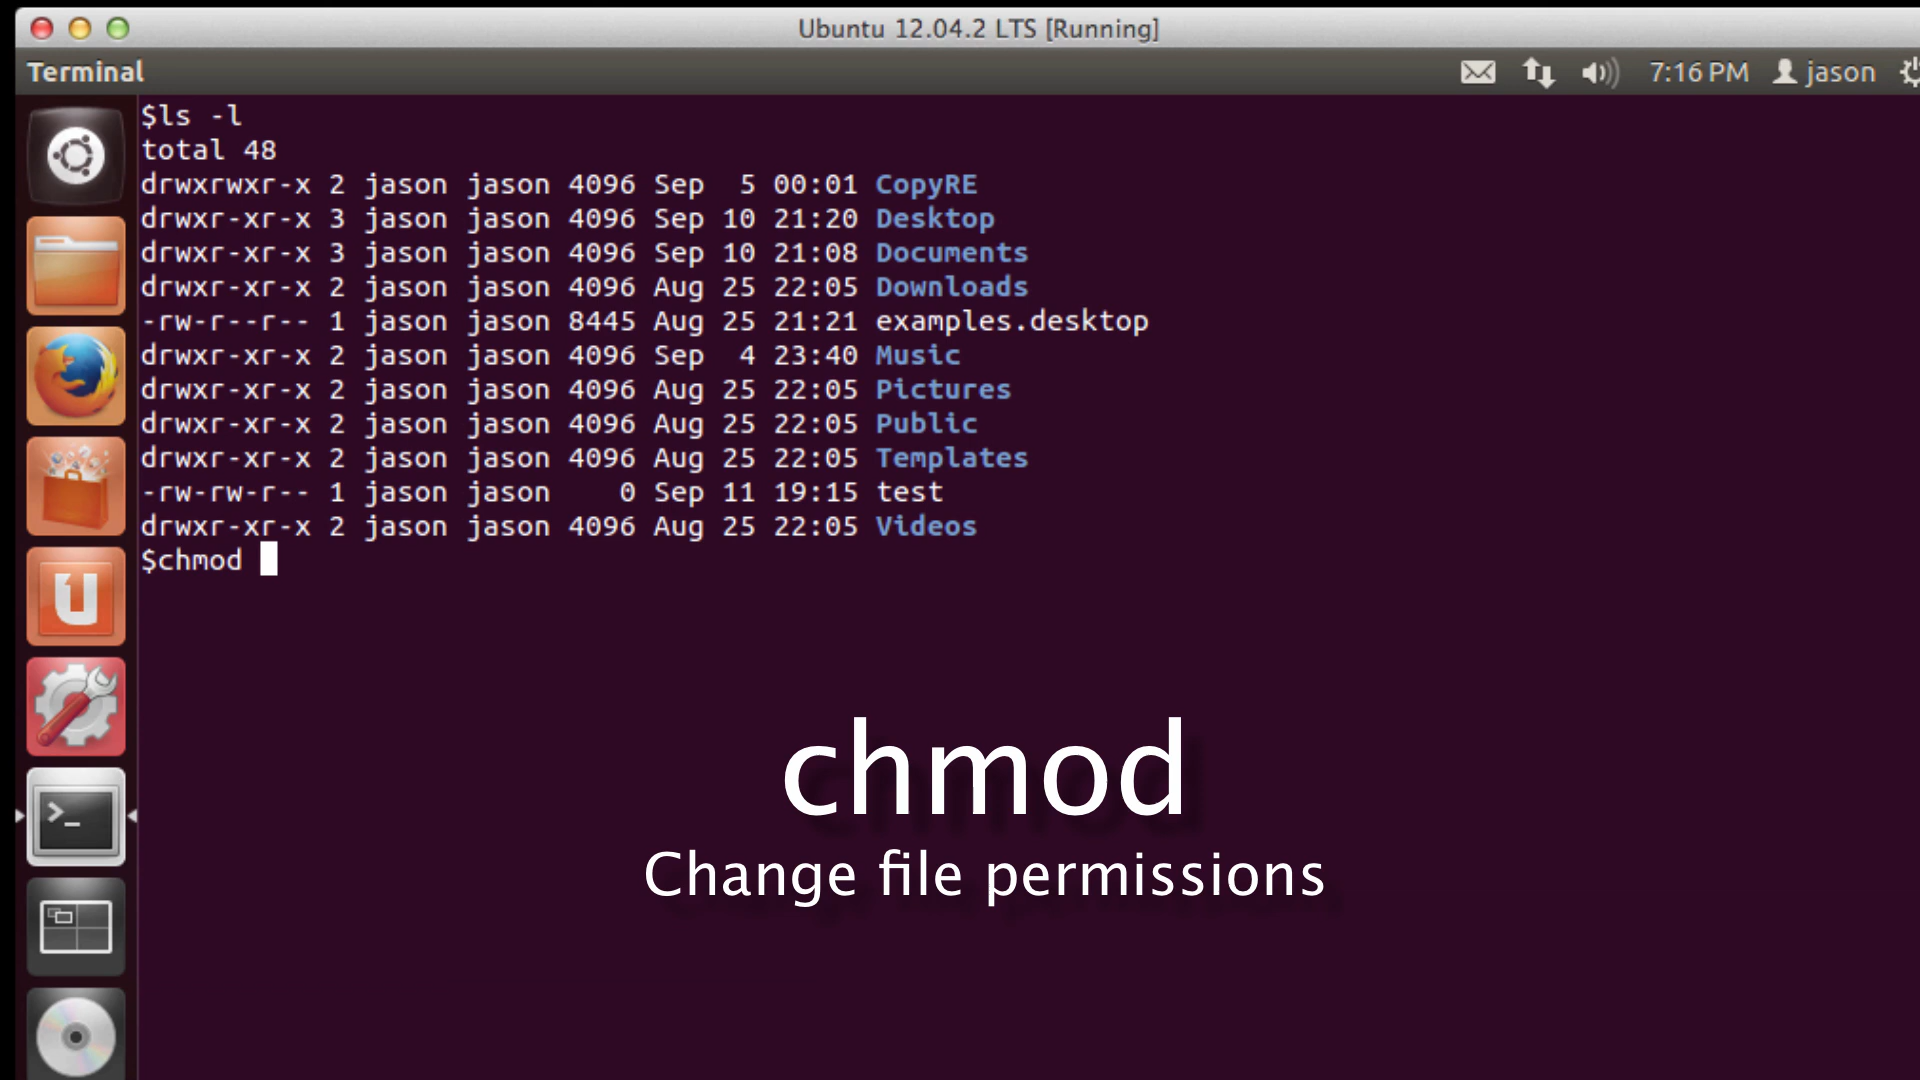 Ubuntu 12.04.2 LTS [Running]
Terminal 7:16 PM jason
$ls -l
total 48
drwxrwxr-x 2 jason jason 4096 Sep  5 00:01 CopyRE
drwxr-xr-x 3 jason jason 4096 Sep 10 21:20 Desktop
drwxr-xr-x 3 jason jason 4096 Sep 10 21:08 Documents
drwxr-xr-x 2 jason jason 4096 Aug 25 22:05 Downloads
-rw-r--r-- 1 jason jason 8445 Aug 25 21:21 examples.desktop
drwxr-xr-x 2 jason jason 4096 Sep  4 23:40 Music
drwxr-xr-x 2 jason jason 4096 Aug 25 22:05 Pictures
drwxr-xr-x 2 jason jason 4096 Aug 25 22:05 Public
drwxr-xr-x 2 jason jason 4096 Aug 25 22:05 Templates
-rw-rw-r-- 1 jason jason    0 Sep 11 19:15 test
drwxr-xr-x 2 jason jason 4096 Aug 25 22:05 Videos
$chmod
chmod
Change file permissions